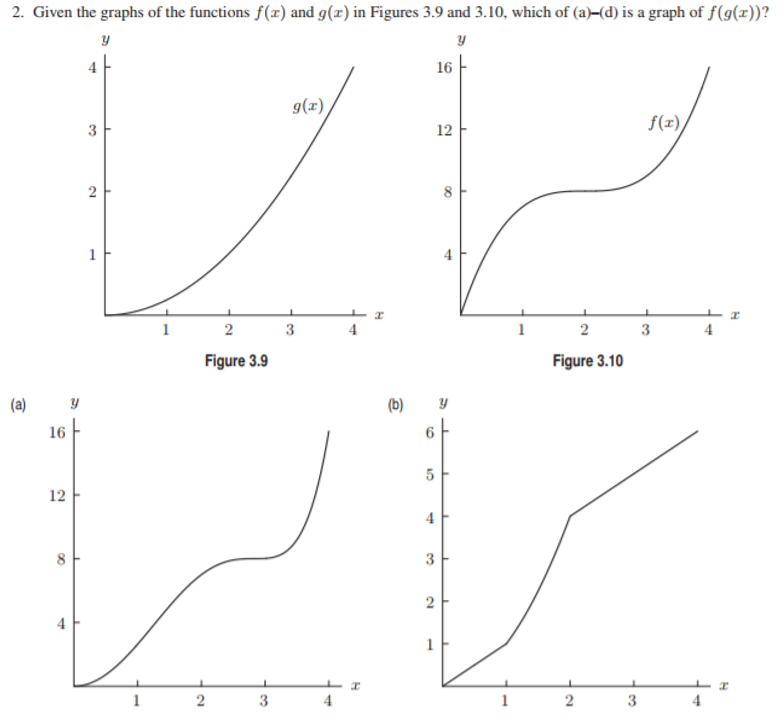 2. Given the graphs of the functions f(x) and g(x) in Figures 3.9 and 3.10, which of (a)–(d) is a graph of f(g(x))?
y
4
3
2
1
g(x)
1 2 3 4
x
Figure 3.9
y
16
12
8
4
f(x)
1 2 3 4
x
Figure 3.10
(a)
y
16
12
8
4
1 2 3 4
x
(b)
y
6
5
4
3
2
1
1 2 3 4
x